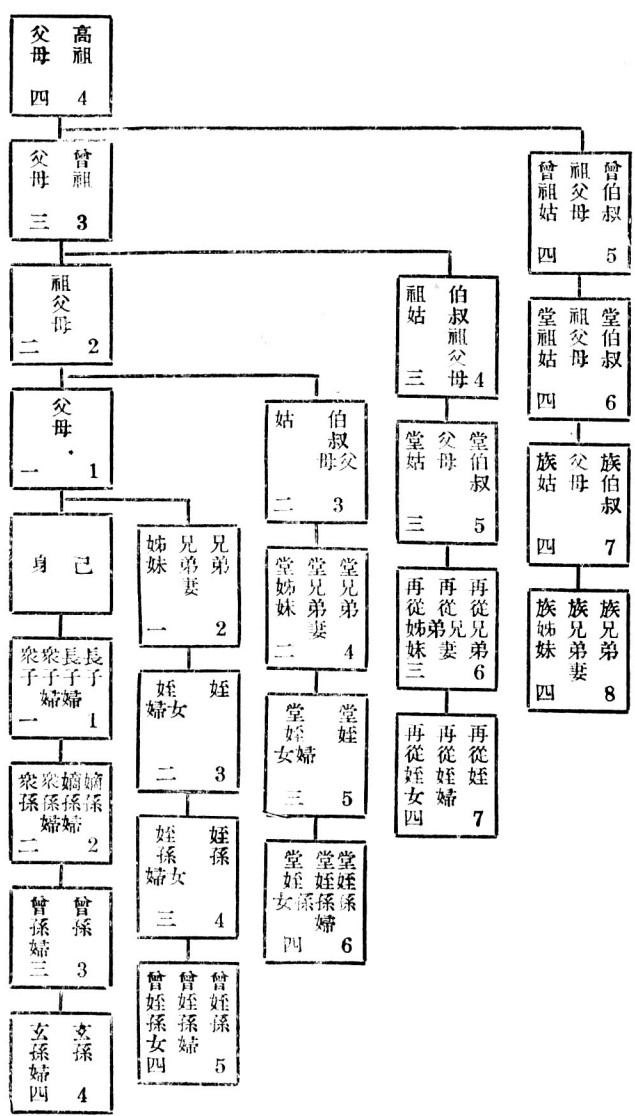 高祖 4
父母 四
曾祖 3
父母 三
祖父母
2
二
父母
1
一
己
身
長子
長子婦
衆子婦
衆子
1
一
嫡孫
嫡孫婦
衆孫婦
衆孫
2
二
曾孫 3
曾孫婦 三
玄孫 4
玄孫婦 四
兄弟 2
兄弟妻
姊妹 一
姪 3
姪婦女 二
姪孫 4
姪孫婦女 三
曾姪孫 5
曾姪孫婦
曾姪孫女 四
伯叔父母 3
姑 二
堂兄弟 4
堂兄弟妻
堂姊妹 二
堂姪 5
堂姪女婦 三
堂姪孫
堂姪孫婦 6
堂姪孫女 四
伯叔祖父母 4
祖姑 三
堂伯叔 5
父母
堂姑 三
再從兄弟 6
再從兄弟妻
再從姊妹 三
再從姪 7
再從姪婦
再從姪女 四
曾伯叔 5
祖父母
曾祖姑 四
堂伯叔 6
祖父母
堂祖姑 四
族伯叔 7
父母
族姑 四
族兄弟 8
族兄弟妻
族姊妹 四